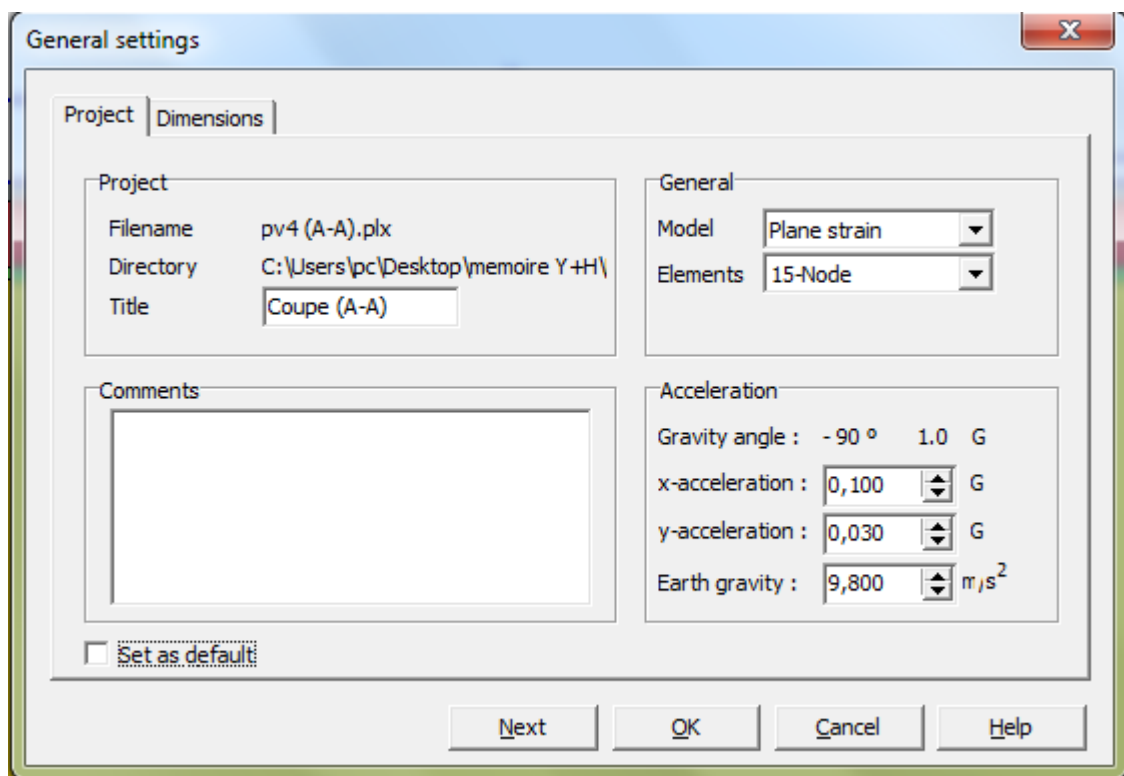 General settings
Project
Dimensions
Project
Filename pv4 (A-A).plx
Directory C:\Users\pc\Desktop\memoire Y+H\
Title Coupe (A-A)
General
Model Plane strain
Elements 15-Node
Comments
Acceleration
Gravity angle : - 90 º 1.0 G
x-acceleration : 0,100 G
y-acceleration : 0,030 G
Earth gravity : 9,800 m/s²
Set as default
Next
OK
Cancel
Help